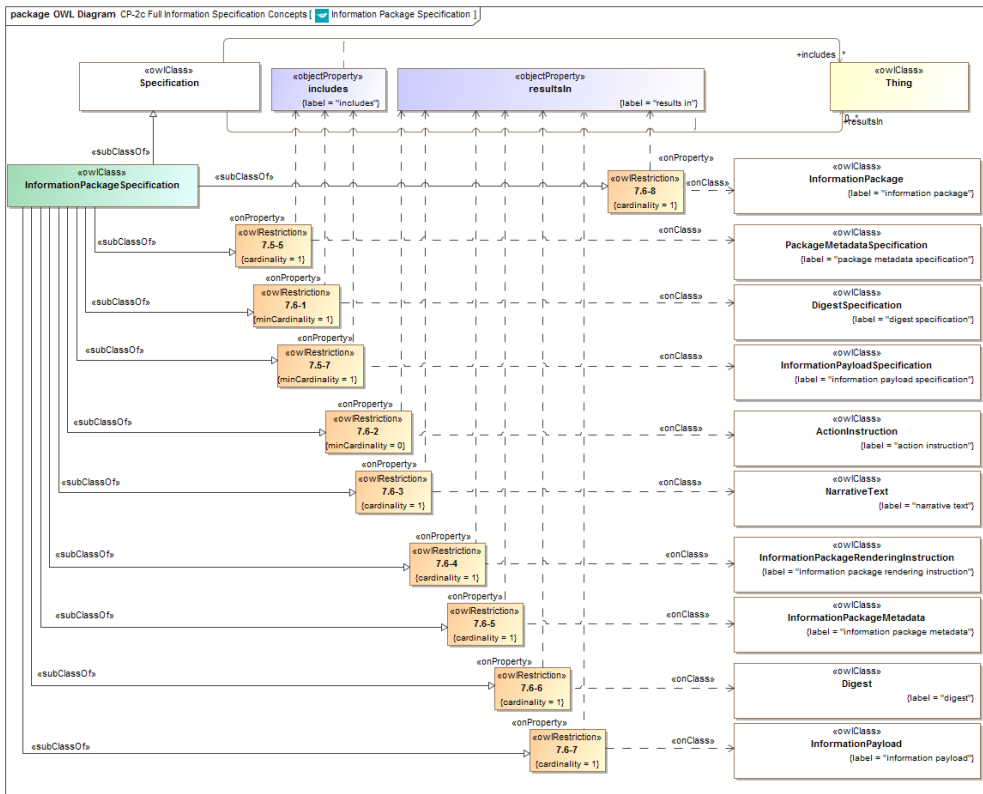 package OWL Diagram CP-2c Full Information Specification Concepts [ Information Package Specification ]
+includes *
«owlClass»
Specification
«objectProperty»
includes
{label = "includes"}
«objectProperty»
resultsIn
{label = "results in"}
«owlClass»
Thing
0..*
+resultsIn
«subClassOf»
«owlClass»
InformationPackageSpecification
«subClassOf»
«onProperty»
«owlRestriction»
7.6-8
{cardinality = 1}
«onClass»
«owlClass»
InformationPackage
{label = "information package"}
«subClassOf»
«onProperty»
«owlRestriction»
7.5-5
{cardinality = 1}
«onClass»
«owlClass»
PackageMetadataSpecification
{label = "package metadata specification"}
«subClassOf»
«onProperty»
«owlRestriction»
7.6-1
{minCardinality = 1}
«onClass»
«owlClass»
DigestSpecification
{label = "digest specification"}
«subClassOf»
«onProperty»
«owlRestriction»
7.5-7
{minCardinality = 1}
«onClass»
«owlClass»
InformationPayloadSpecification
{label = "information payload specification"}
«subClassOf»
«onProperty»
«owlRestriction»
7.6-2
{minCardinality = 0}
«onClass»
«owlClass»
ActionInstruction
{label = "action instruction"}
«subClassOf»
«onProperty»
«owlRestriction»
7.6-3
{cardinality = 1}
«onClass»
«owlClass»
NarrativeText
{label = "narrative text"}
«subClassOf»
«onProperty»
«owlRestriction»
7.6-4
{cardinality = 1}
«onClass»
«owlClass»
InformationPackageRenderingInstruction
{label = "information package rendering instruction"}
«subClassOf»
«onProperty»
«owlRestriction»
7.6-5
{cardinality = 1}
«onClass»
«owlClass»
InformationPackageMetadata
{label = "information package metadata"}
«subClassOf»
«onProperty»
«owlRestriction»
7.6-6
{cardinality = 1}
«onClass»
«owlClass»
Digest
{label = "digest"}
«subClassOf»
«onProperty»
«owlRestriction»
7.6-7
{cardinality = 1}
«onClass»
«owlClass»
InformationPayload
{label = "information payload"}